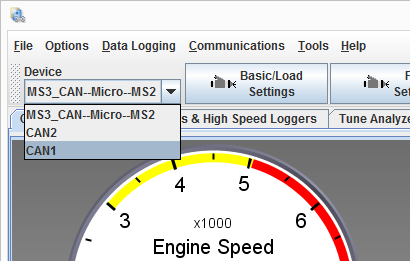 File Options Data Logging Communications Tools Help
Device
MS3_CAN--Micro--MS2
Basic/Load
Settings
MS3_CAN--Micro--MS2
CAN2
CAN1
& High Speed Loggers
Tune Analyze
3 4 5 6
x1000
Engine Speed